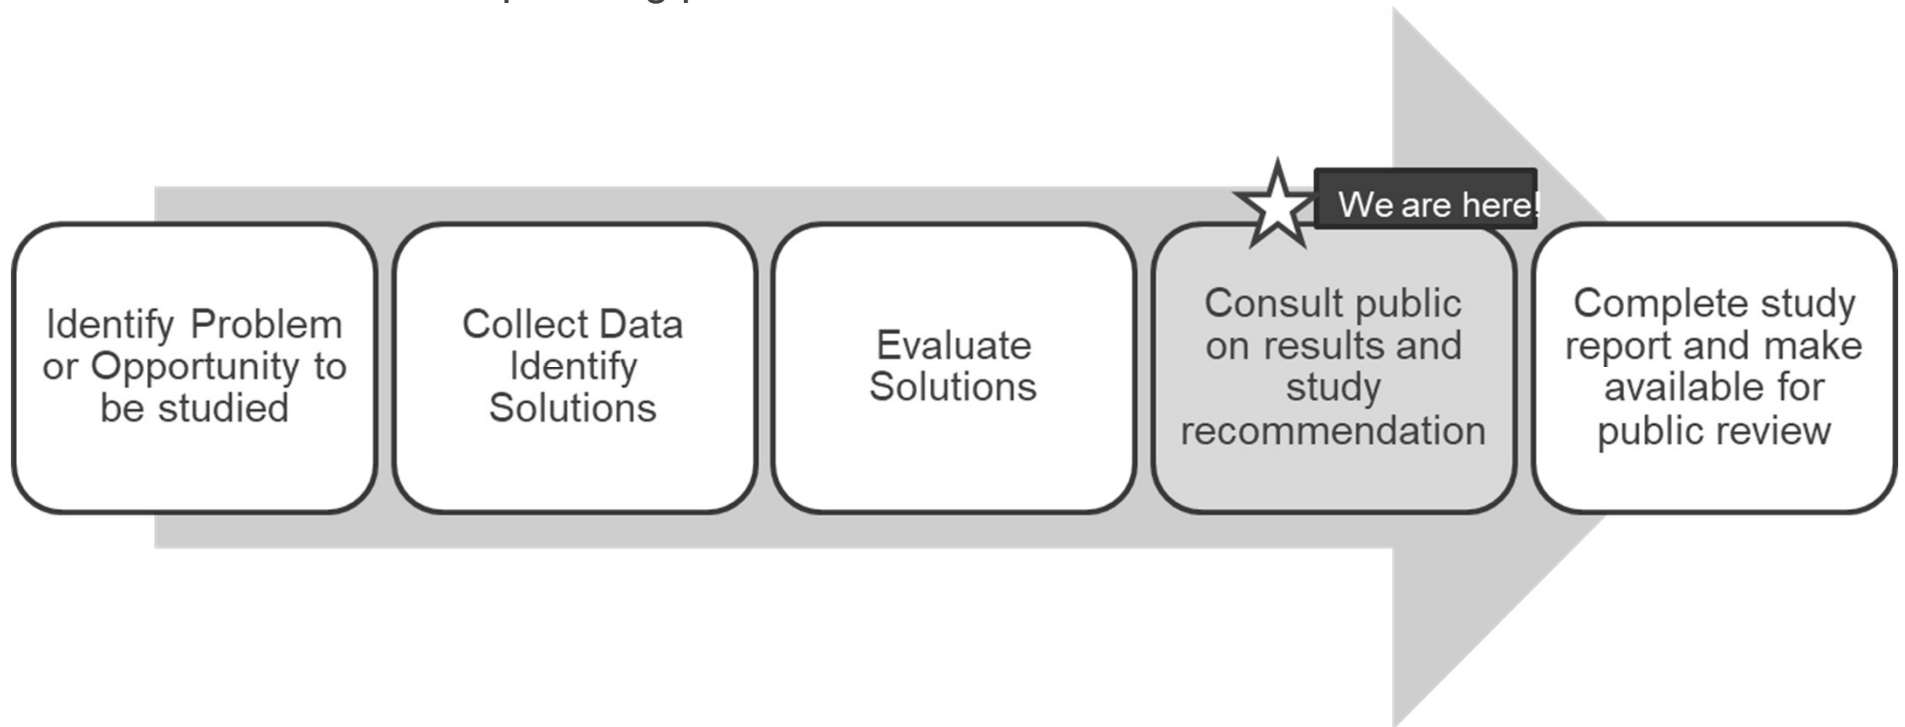 We are here!
Identify Problem
or Opportunity to
be studied
Collect Data
Identify
Solutions
Evaluate
Solutions
Consult public
on results and
study
recommendation
Complete study
report and make
available for
public review